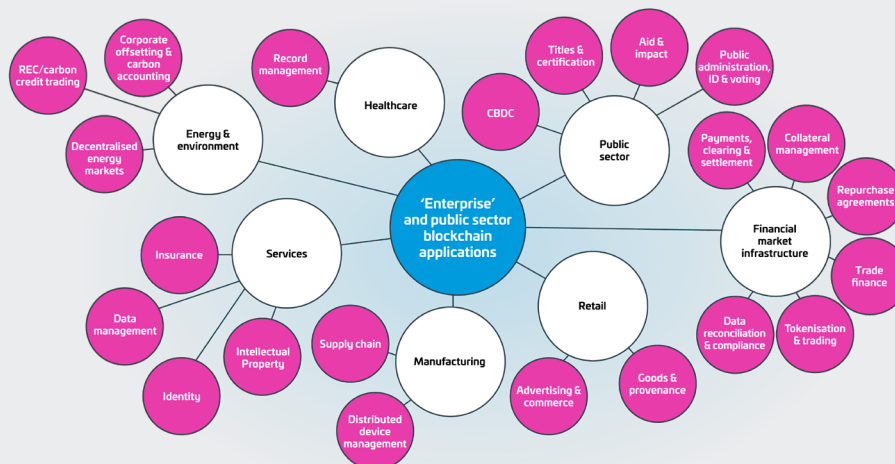 Corporate
offsetting &
carbon
accounting
REC/carbon
credit trading
Decentralised
energy
markets
Energy &
environment
Record
management
Healthcare
Titles &
certification
Aid &
impact
Public
administration,
ID & voting
CBDC
Public
sector
Payments,
clearing &
settlement
Collateral
management
Repurchase
agreements
Financial
market
infrastructure
Trade
finance
Data
reconciliation
& compliance
Tokenisation
& trading
‘Enterprise’
and public sector
blockchain
applications
Insurance
Services
Data
management
Identity
Intellectual
Property
Supply chain
Manufacturing
Distributed
device
management
Retail
Advertising &
commerce
Goods &
provenance